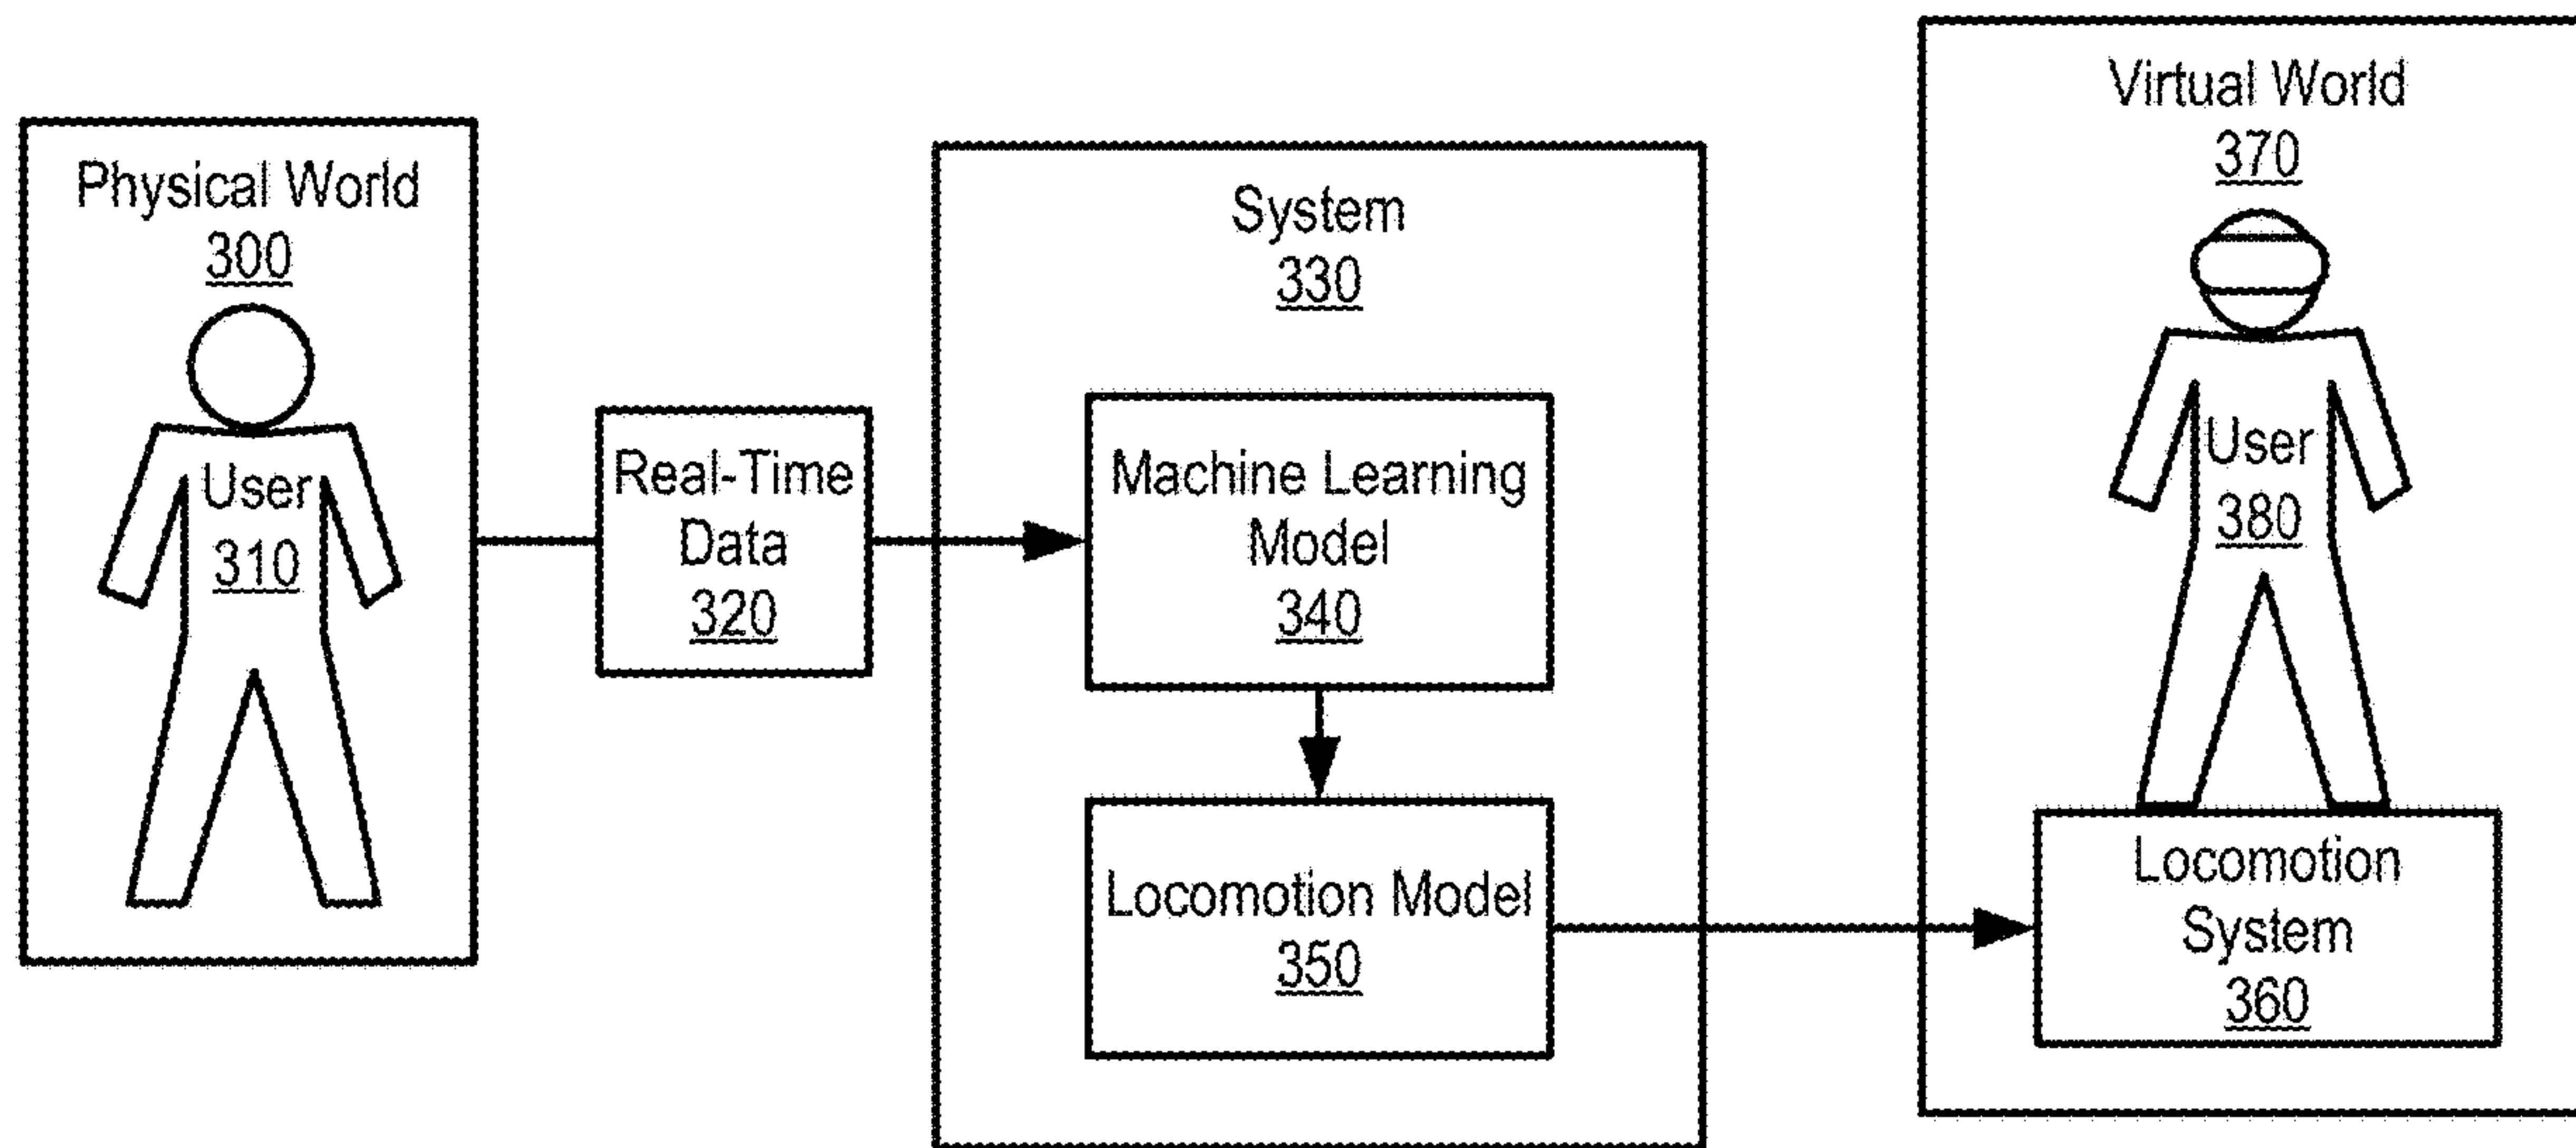 Physical World
300
User
310
Real-Time
Data
320
System
330
Machine Learning
Model
340
Locomotion Model
350
Virtual World
370
User
380
Locomotion
System
360